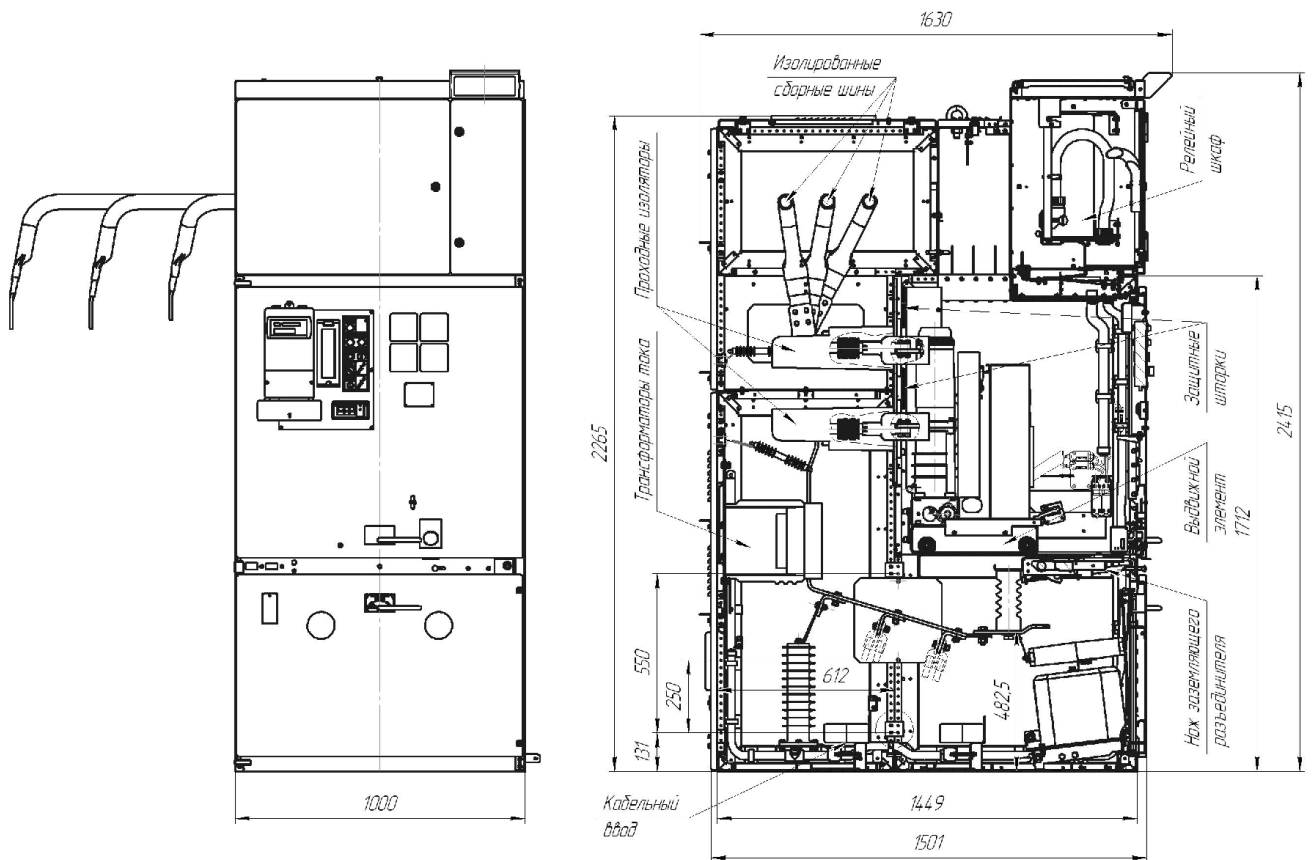 1630
Изолированные
сборные шины
Проходные изоляторы
Трансформаторы тока
Релейный
шкаф
Защитные
шторки
Выдвижной
элемент
1712
Нож заземляющего
разъединителя
2265
2415
550
250
131
612
482,5
1
Кабельный
ввод
1000
1449
1501